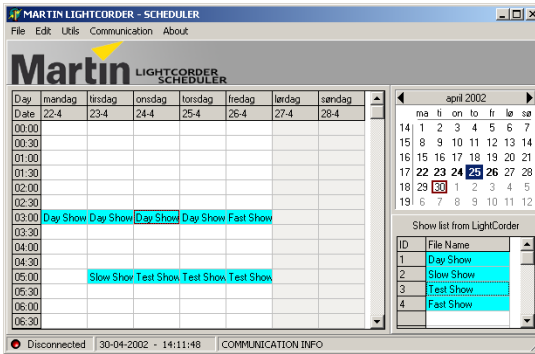 MARTIN LIGHTCORDER - SCHEDULER
File Edit Utils Communication About
Martin LIGHTCORDER
SCHEDULER
Day mandag tirsdag onsdag torsdag fredag lørdag søndag
Date 22-4 23-4 24-4 25-4 26-4 27-4 28-4
00:00
00:30
01:00
01:30
02:00
02:30
03:00 Day Show Day Show Day Show Day Show Fast Show
03:30
04:00
04:30
05:00 Slow Shov Test Show Test Show Test Show
05:30
06:00
06:30
april 2002
ma ti on to fr lø sø
14 1 2 3 4 5 6 7
15 8 9 10 11 12 13 14
16 15 16 17 18 19 20 21
17 22 23 24 25 26 27 28
18 29 30 1 2 3 4 5
19 6 7 8 9 10 11 12
Show list from LightCorder
ID File Name
1 Day Show
2 Slow Show
3 Test Show
4 Fast Show
Disconnected 30-04-2002 - 14:11:48 COMMUNICATION INFO